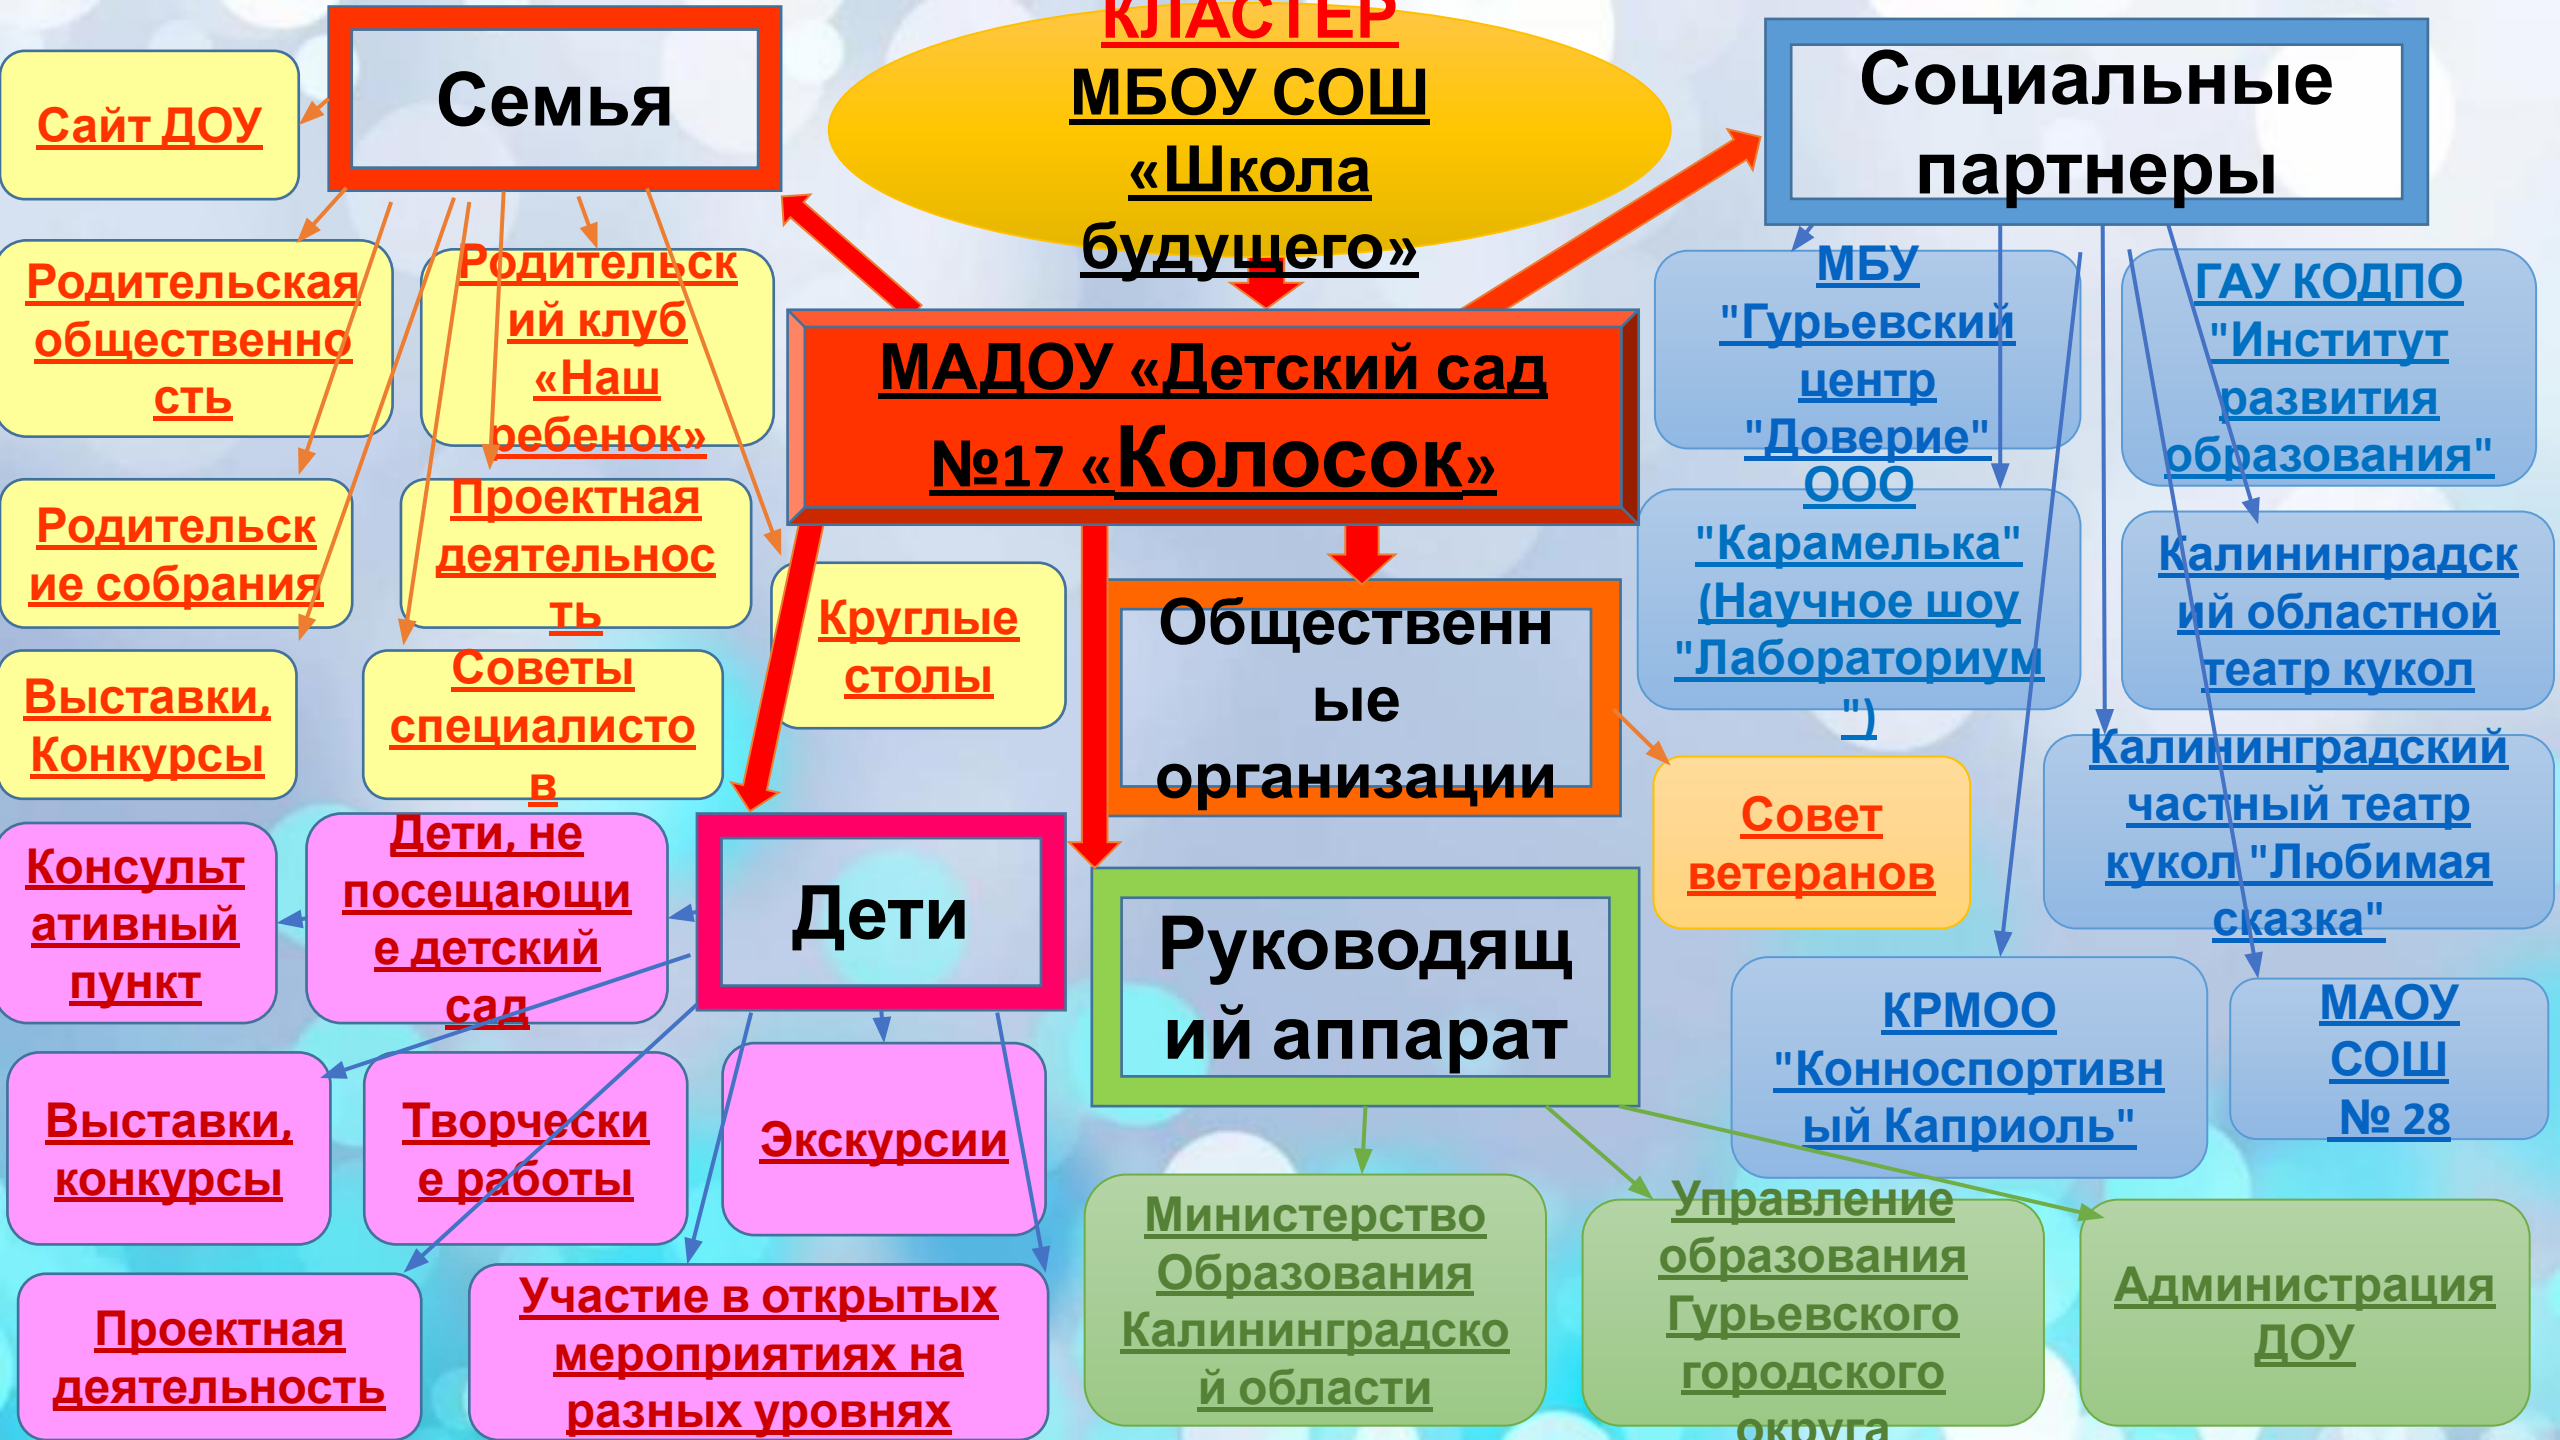 КЛАСТЕР
МБОУ СОШ
«Школа
будущего»
Семья
Социальные
партнеры
Сайт ДОУ
Родительская
общественно
сть
Родительск
ий клуб
«Наш
ребенок»
МАДОУ «Детский сад
№17 «Колосок»
МБУ
"Гурьевский
центр
"Доверие"
ГАУ КОДПО
"Институт
развития
образования"
Родительск
ие собрания
Проектная
деятельнос
ть
Круглые
столы
Общественн
ые
организации
ООО
"Карамелька"
(Научное шоу
"Лабораториум
")
Калининградск
ий областной
театр кукол
Выставки,
Конкурсы
Советы
специалисто
в
Совет
ветеранов
Калининградский
частный театр
кукол "Любимая
сказка"
Консульт
ативный
пункт
Дети, не
посещающи
е детский
сад
Дети
Руководящ
ий аппарат
КРМОО
"Конноспортивн
ый Каприоль"
МАОУ
СОШ
№ 28
Выставки,
конкурсы
Творчески
е работы
Экскурсии
Министерство
Образования
Калининградско
й области
Управление
образования
Гурьевского
городского
округа
Администрация
ДОУ
Проектная
деятельность
Участие в открытых
мероприятиях на
разных уровнях